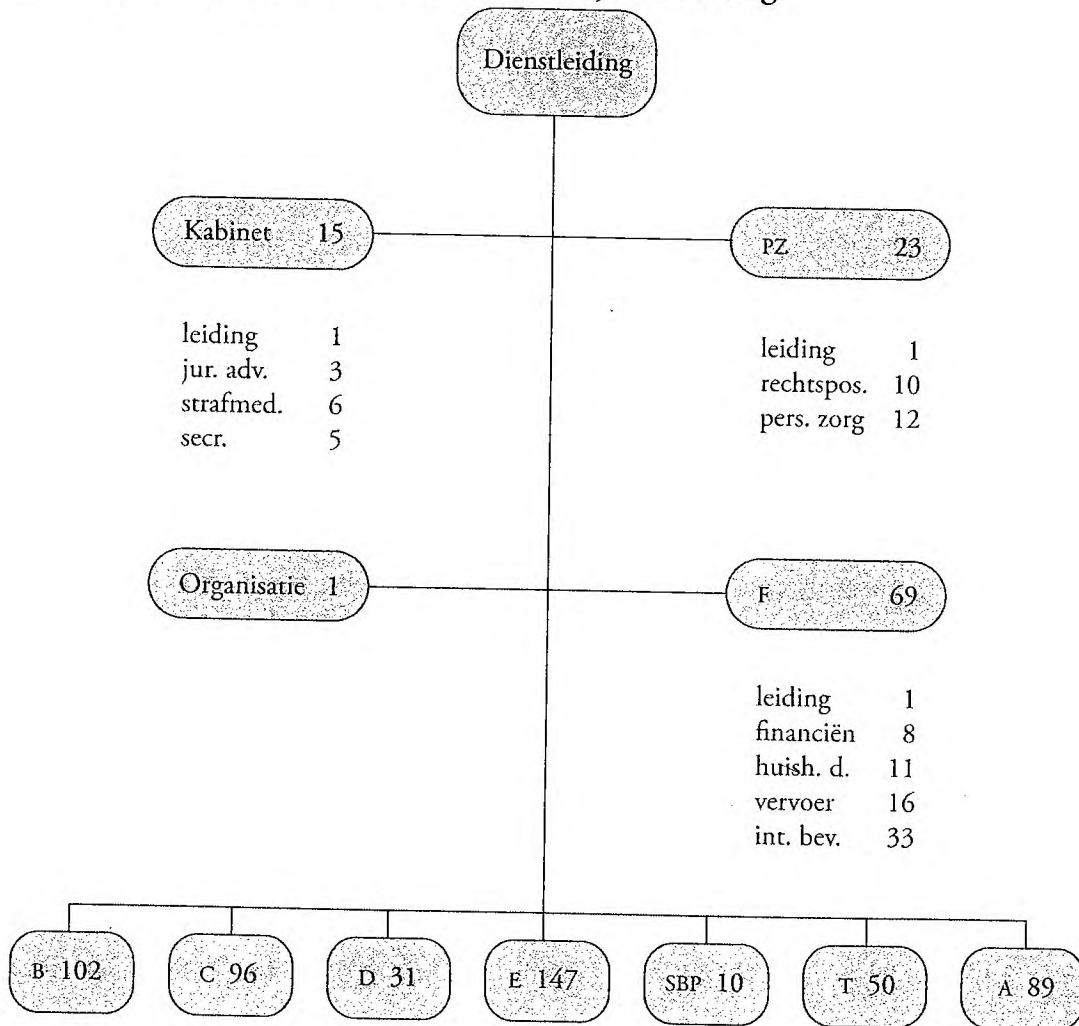 Dienstleiding
Kabinet 15
PZ 23
leiding 1
jur. adv. 3
strafmed. 6
secr. 5
leiding 1
rechtspos. 10
pers. zorg 12
Organisatie 1
F 69
leiding 1
financiën 8
huish. d. 11
vervoer 16
int. bev. 33
B 102
C 96
D 31
E 147
SBP 10
T 50
A 89